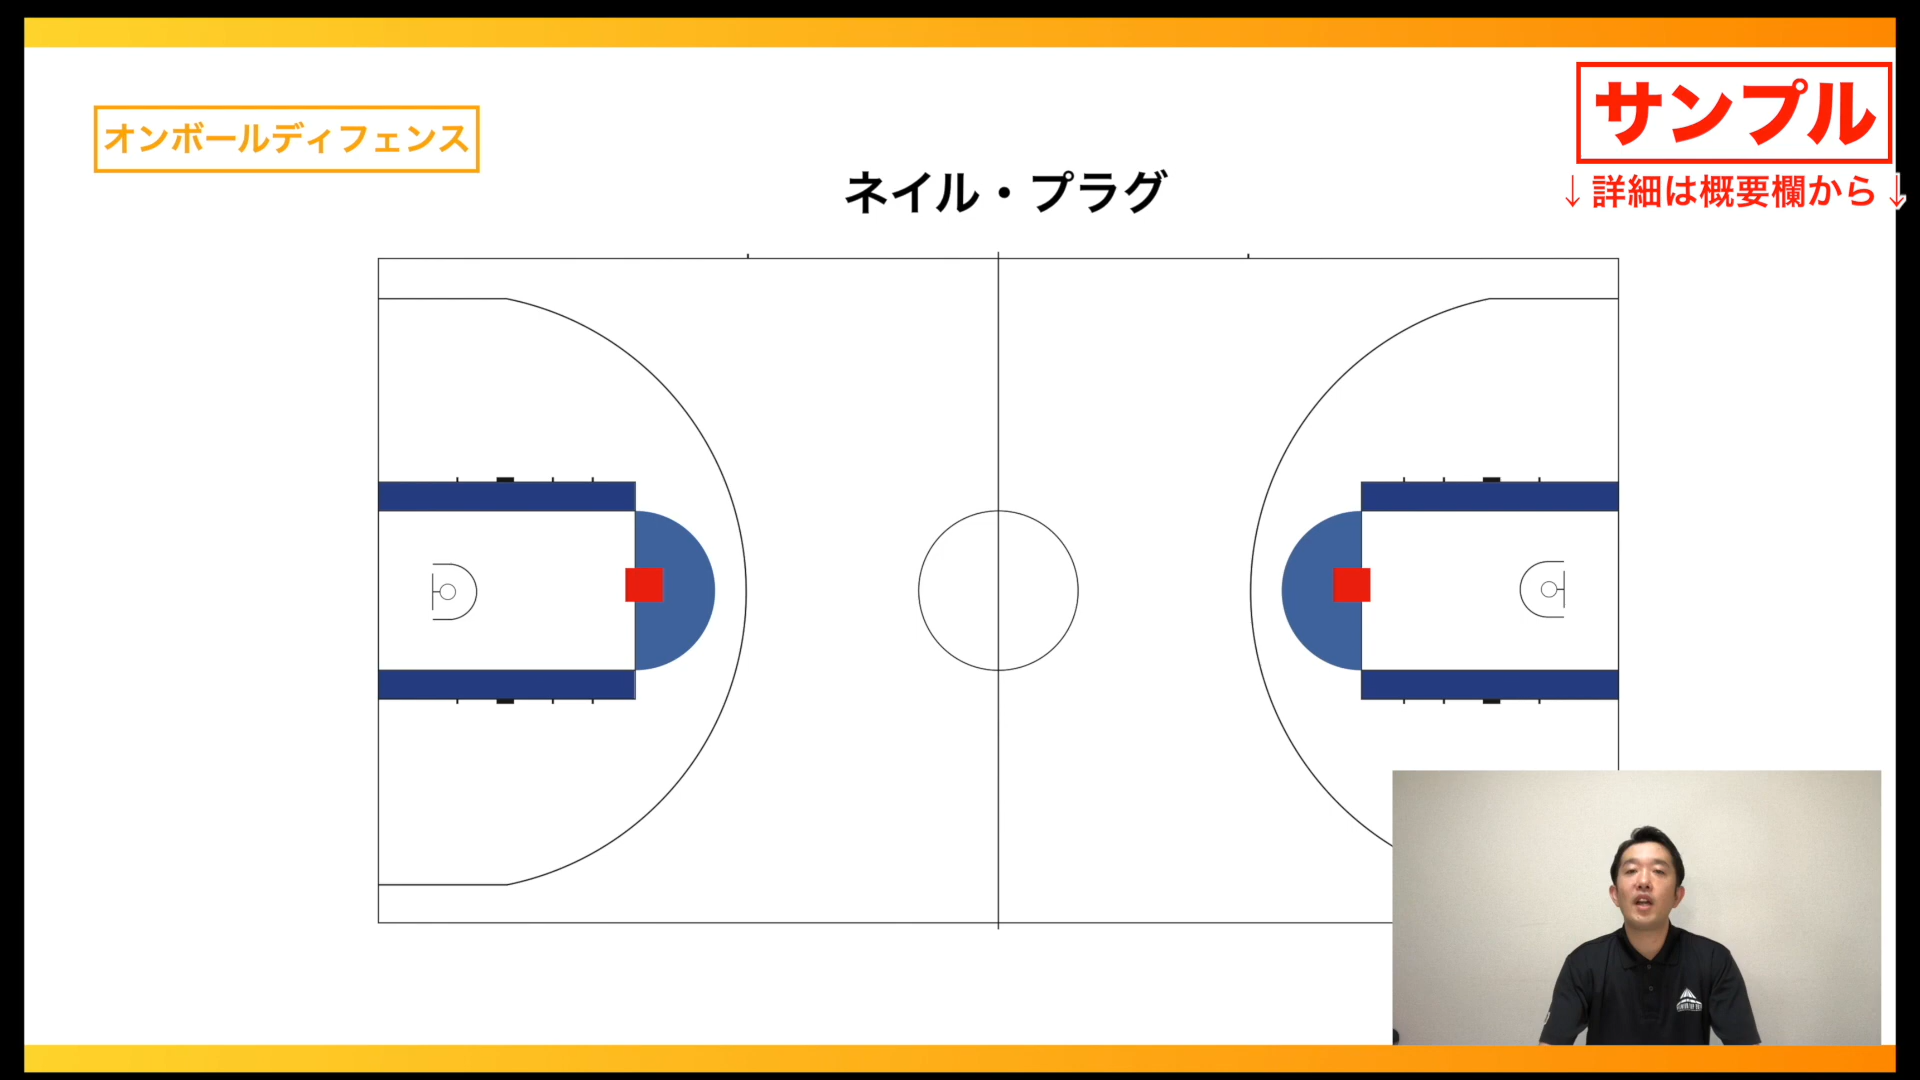 オンボールディフェンス
サンプル
↓詳細は概要欄から↓
ネイル・プラグ